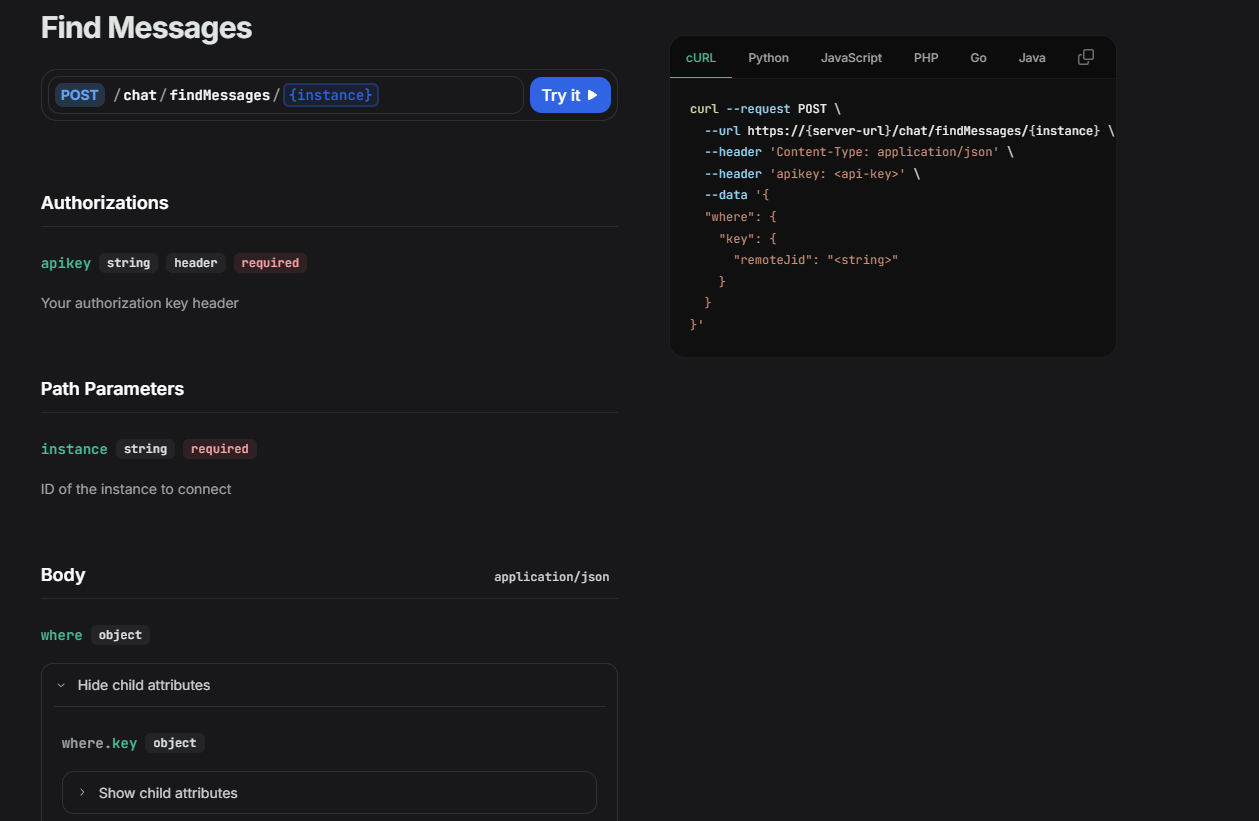 Find Messages
POST /chat/findMessages/{instance} Try it
Authorizations
apikey string header required
Your authorization key header
Path Parameters
instance string required
ID of the instance to connect
Body application/json
where object
Hide child attributes
where.key object
Show child attributes
cURL Python JavaScript PHP Go Java
curl --request POST \
--url https://{server-url}/chat/findMessages/{instance} \
--header 'Content-Type: application/json' \
--header 'apikey: <api-key>' \
--data '{
"where": {
"key": {
"remoteJid": "<string>"
}
}
}'